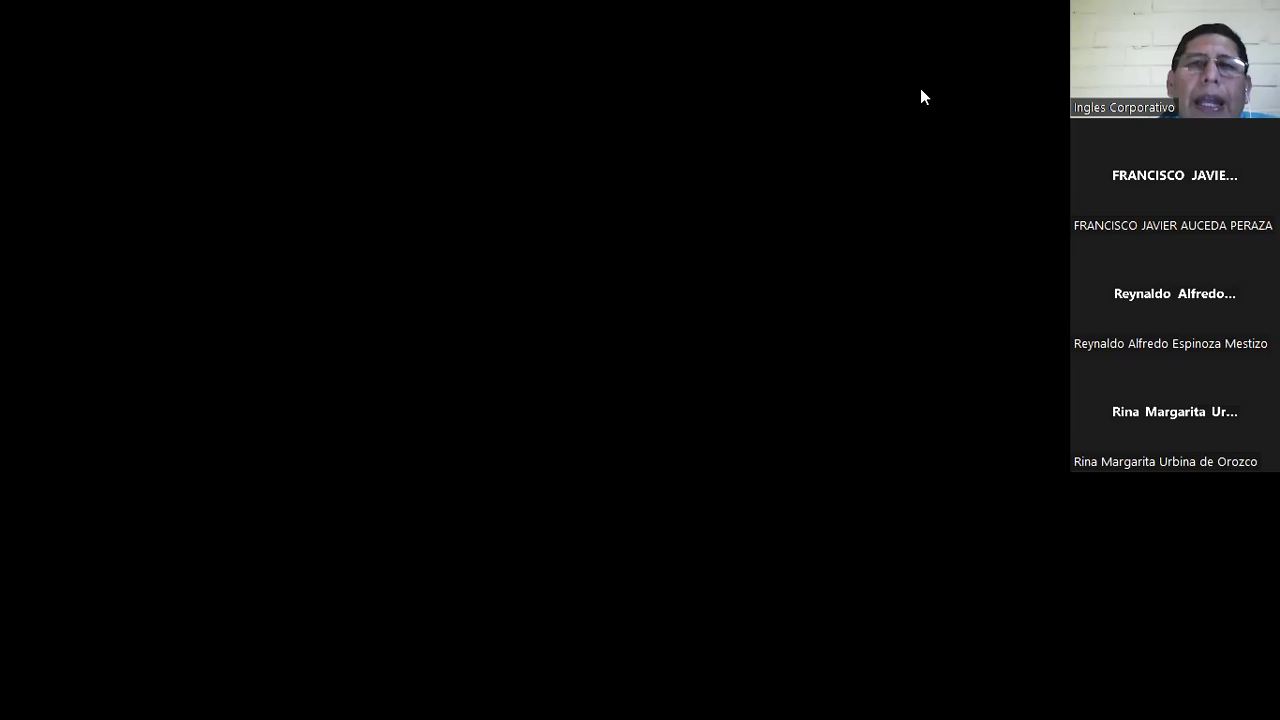 Ingles Corporativo
FRANCISCO JAVIE...
FRANCISCO JAVIER AUCEDA PERAZA
Reynaldo Alfredo...
Reynaldo Alfredo Espinoza Mestizo
Rina Margarita Ur...
Rina Margarita Urbina de Orozco